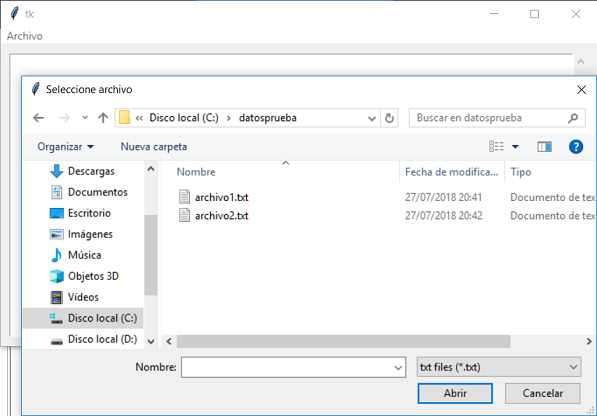 tk
Archivo
Seleccione archivo
« Disco local (C:) › datosprueba
Buscar en datosprueba
Organizar Nueva carpeta
Nombre Fecha de modifica... Tipo
archivo1.txt 27/07/2018 20:41 Documento de tex
archivo2.txt 27/07/2018 20:42 Documento de tex
Descargas
Documentos
Escritorio
Imágenes
Música
Objetos 3D
Vídeos
Disco local (C:)
Disco local (D:)
Nombre:
txt files (*.txt)
Abrir Cancelar